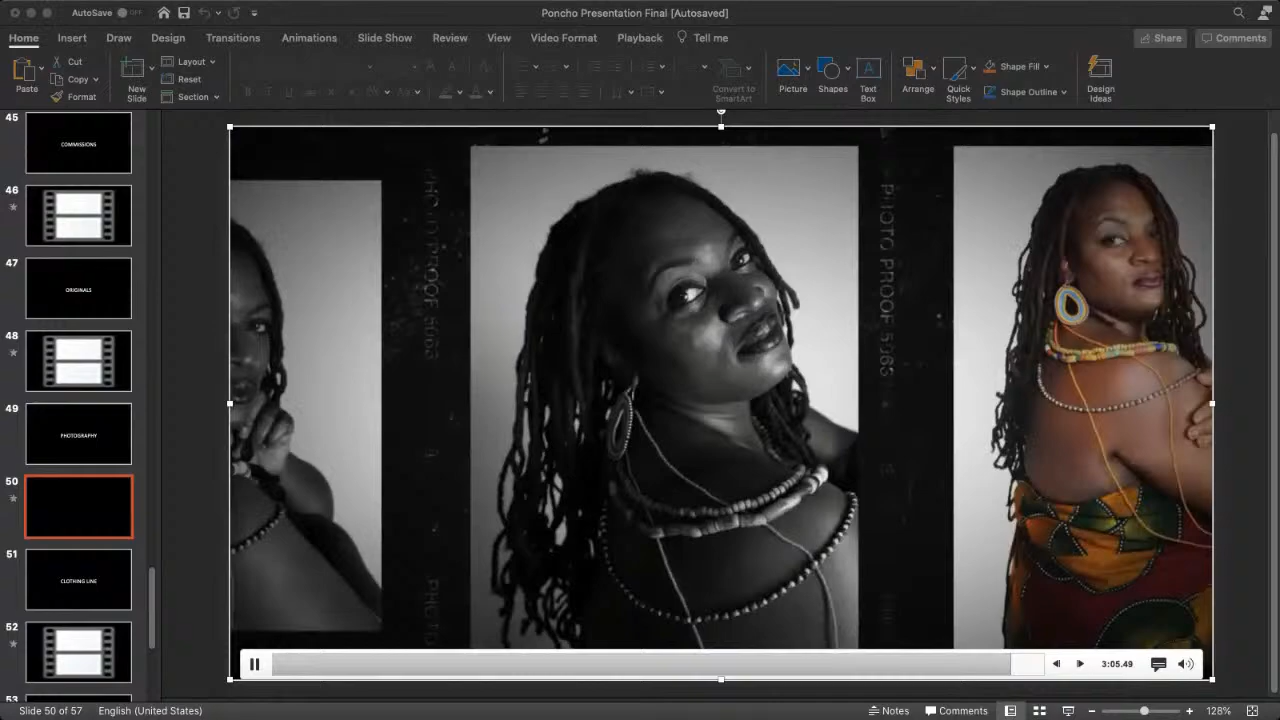 AutoSave OFF
Poncho Presentation Final [Autosaved]
Home Insert Draw Design Transitions Animations Slide Show Review View Video Format Playback Tell me
Share Comments
Paste Cut Copy Format
New Slide Layout Reset Section
Convert to SmartArt
Picture Shapes Text Box
Arrange Quick Styles Shape Fill Shape Outline
Design Ideas
45
COMMISSIONS
46
47
ORIGINALS
48
49
PHOTOGRAPHY
50
51
CLOTHING LINE
52
53
PHOTO PROOF 5063
PHOTO PROOF 5063
PHOTO
3:05.49
Slide 50 of 57 English (United States) Notes Comments 128%